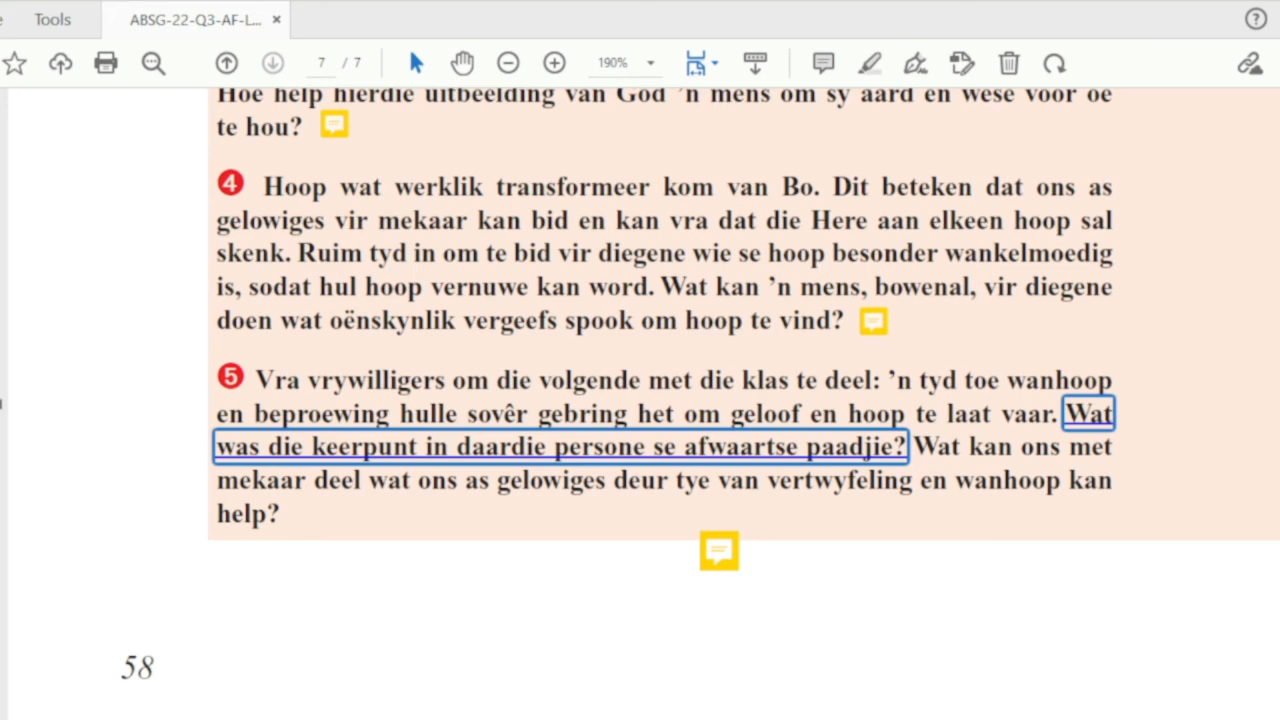 Tools
ABSG-22-Q3-AF-L...
7 / 7
190%
Hoe help hierdie uitbeelding van God ’n mens om sy aard en wese voor oë
te hou?
4 Hoop wat werklik transformeer kom van Bo. Dit beteken dat ons as
gelowiges vir mekaar kan bid en kan vra dat die Here aan elkeen hoop sal
skenk. Ruim tyd in om te bid vir diegene wie se hoop besonder wankelmoedig
is, sodat hul hoop vernuwe kan word. Wat kan ’n mens, bowenal, vir diegene
doen wat oënskynlik vergeefs spook om hoop te vind?
5 Vra vrywilligers om die volgende met die klas te deel: ’n tyd toe wanhoop
en beproewing hulle sovêr gebring het om geloof en hoop te laat vaar. Wat
was die keerpunt in daardie persone se afwaartse paadjie? Wat kan ons met
mekaar deel wat ons as gelowiges deur tye van vertwyfeling en wanhoop kan
help?
58